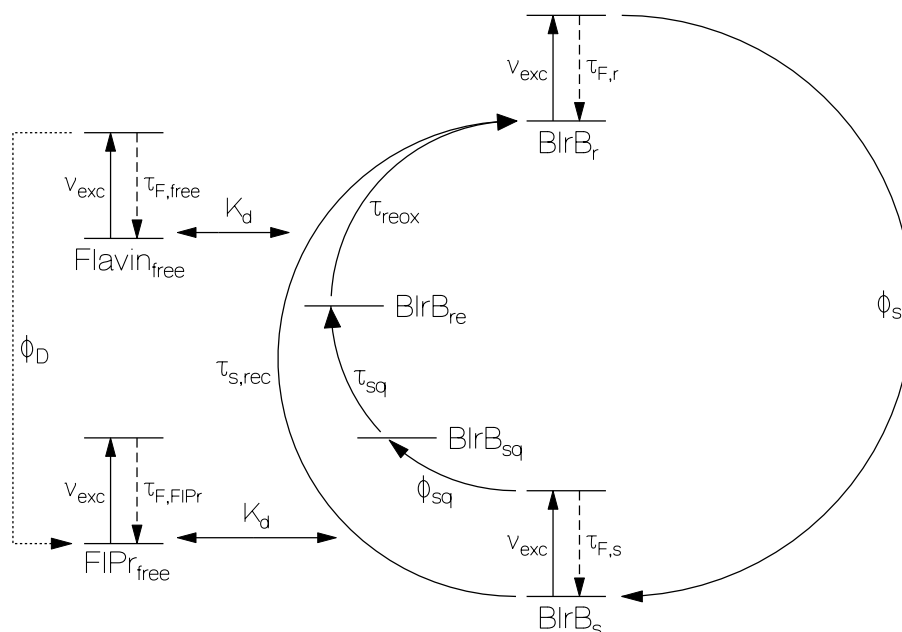 ν_exc τ_F,r
BlrB_r
ν_exc τ_F,free
K_d
Flavin_free
τ_reox
BlrB_re
ϕ_s
ϕ_D
τ_s,rec
τ_sq
BlrB_sq
ν_exc τ_F,FlPr
ϕ_sq
K_d
ν_exc τ_F,s
FlPr_free
BlrB_s